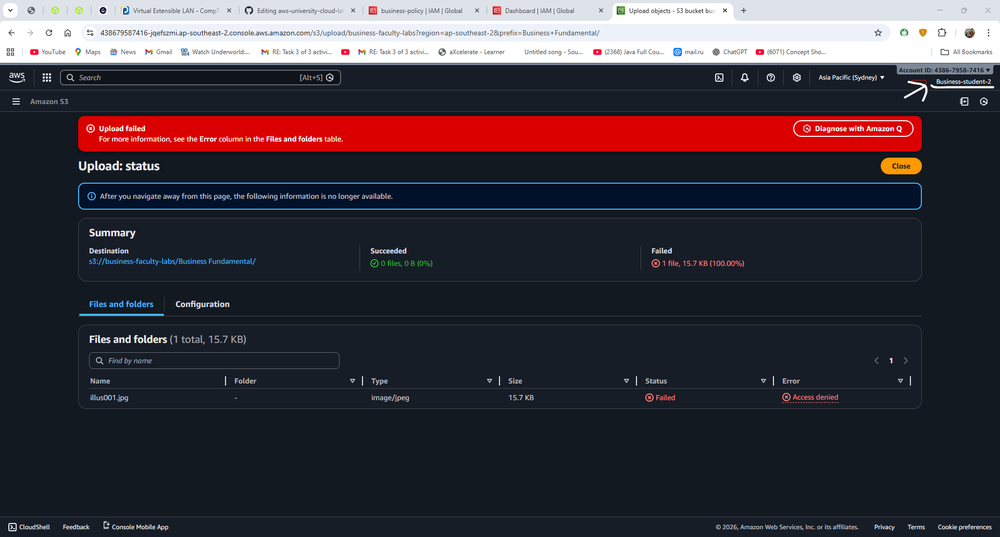 Virtual Extensible LAN - CompT
Editing aws-university-cloud-lab
business-policy | IAM | Global
Dashboard | IAM | Global
Upload objects - S3 bucket busi
438679587416-jqefszmi.ap-southeast-2.console.aws.amazon.com/s3/upload/business-faculty-labs?region=ap-southeast-2&prefix=Business+Fundamental/
YouTube
Maps
News
Gmail
Watch Underworld:...
RE: Task 3 of 3 activi...
RE: Task 3 of 3 activi...
aXcelerate - Learner
Untitled song - Sou...
(2368) Java Full Cou...
mail.ru
ChatGPT
(6071) Concept Sho...
All Bookmarks
aws
Search
[Alt+S]
Asia Pacific (Sydney)
Account ID: 4386-7958-7416
Business-student-2
Amazon S3
Upload failed
For more information, see the Error column in the Files and folders table.
Diagnose with Amazon Q
Upload: status
Close
After you navigate away from this page, the following information is no longer available.
Summary
Destination
s3://business-faculty-labs/Business Fundamental/
Succeeded
0 files, 0 B (0%)
Failed
1 file, 15.7 KB (100.00%)
Files and folders
Configuration
Files and folders (1 total, 15.7 KB)
Find by name
1
Name Folder Type Size Status Error
illus001.jpg - image/jpeg 15.7 KB Failed Access denied
CloudShell
Feedback
Console Mobile App
© 2026, Amazon Web Services, Inc. or its affiliates.
Privacy
Terms
Cookie preferences